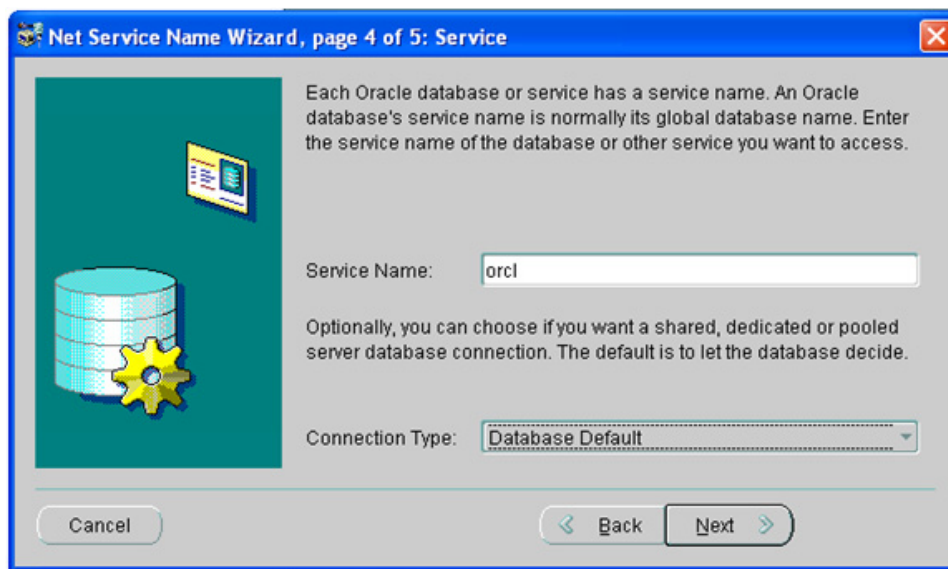 Net Service Name Wizard, page 4 of 5: Service
Each Oracle database or service has a service name. An Oracle
database's service name is normally its global database name. Enter
the service name of the database or other service you want to access.
Service Name: orcl
Optionally, you can choose if you want a shared, dedicated or pooled
server database connection. The default is to let the database decide.
Connection Type: Database Default
Cancel Back Next